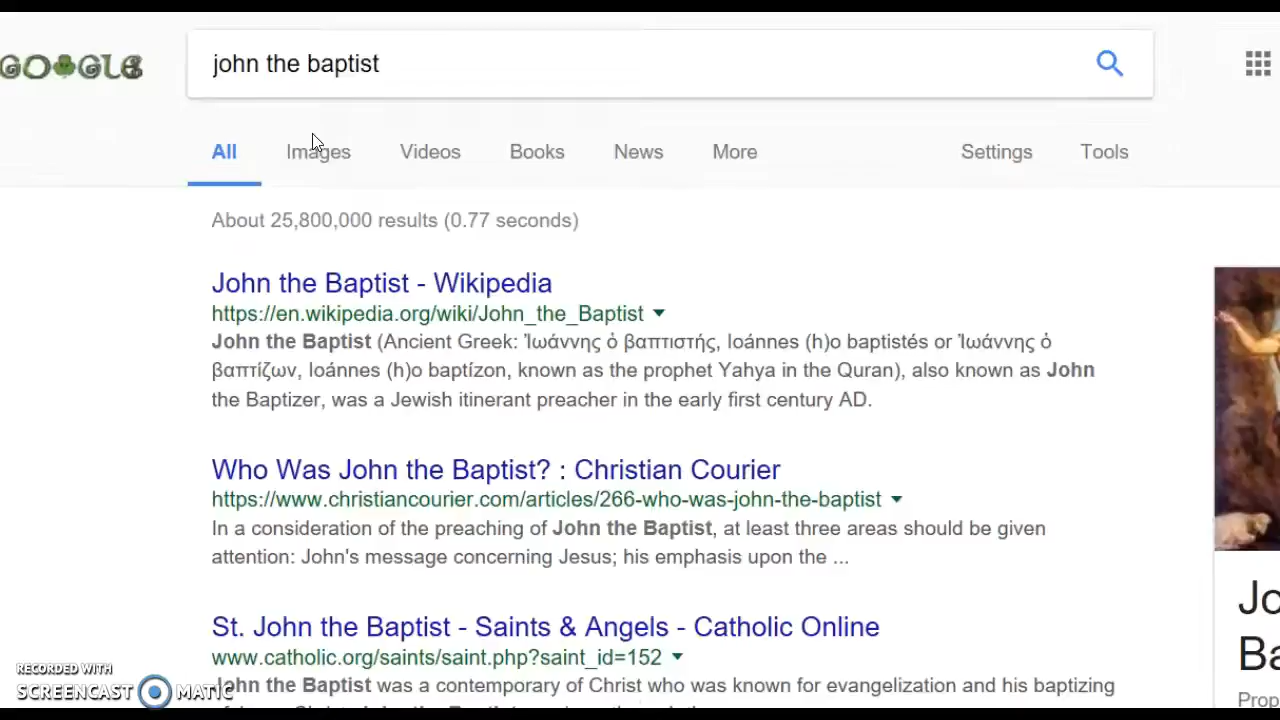 GOOGLE
john the baptist
All Images Videos Books News More Settings Tools
About 25,800,000 results (0.77 seconds)
John the Baptist - Wikipedia
https://en.wikipedia.org/wiki/John_the_Baptist
John the Baptist (Ancient Greek: Ἰωάννης ὁ βαπτιστής, Ioánnes (h)o baptistés or Ἰωάννης ὁ
βαπτίζων, Ioánnes (h)o baptízon, known as the prophet Yahya in the Quran), also known as John
the Baptizer, was a Jewish itinerant preacher in the early first century AD.
Who Was John the Baptist? : Christian Courier
https://www.christiancourier.com/articles/266-who-was-john-the-baptist
In a consideration of the preaching of John the Baptist, at least three areas should be given
attention: John's message concerning Jesus; his emphasis upon the ...
St. John the Baptist - Saints & Angels - Catholic Online
www.catholic.org/saints/saint.php?saint_id=152
John the Baptist was a contemporary of Christ who was known for evangelization and his baptizing
Jo
Ba
Prop
RECORDED WITH
SCREENCAST MATIC